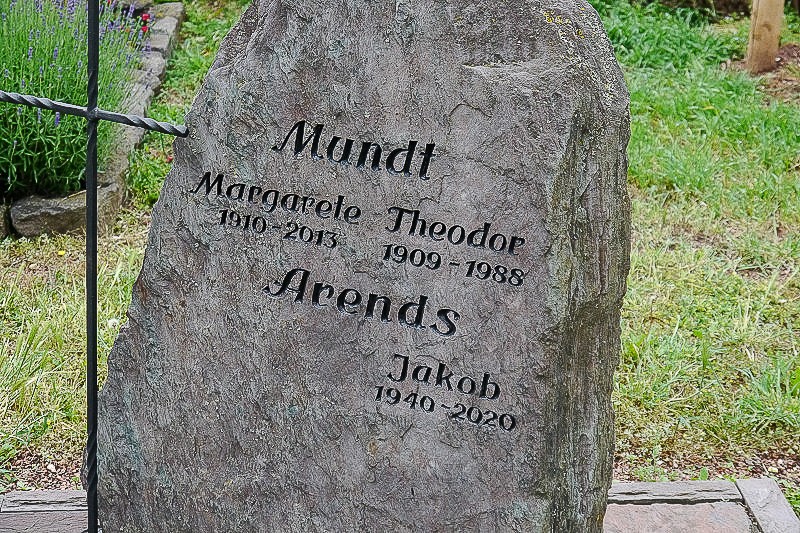 Mundt
Margarete Theodor
1910-2013 1909-1988
Arends
Jakob
1940-2020